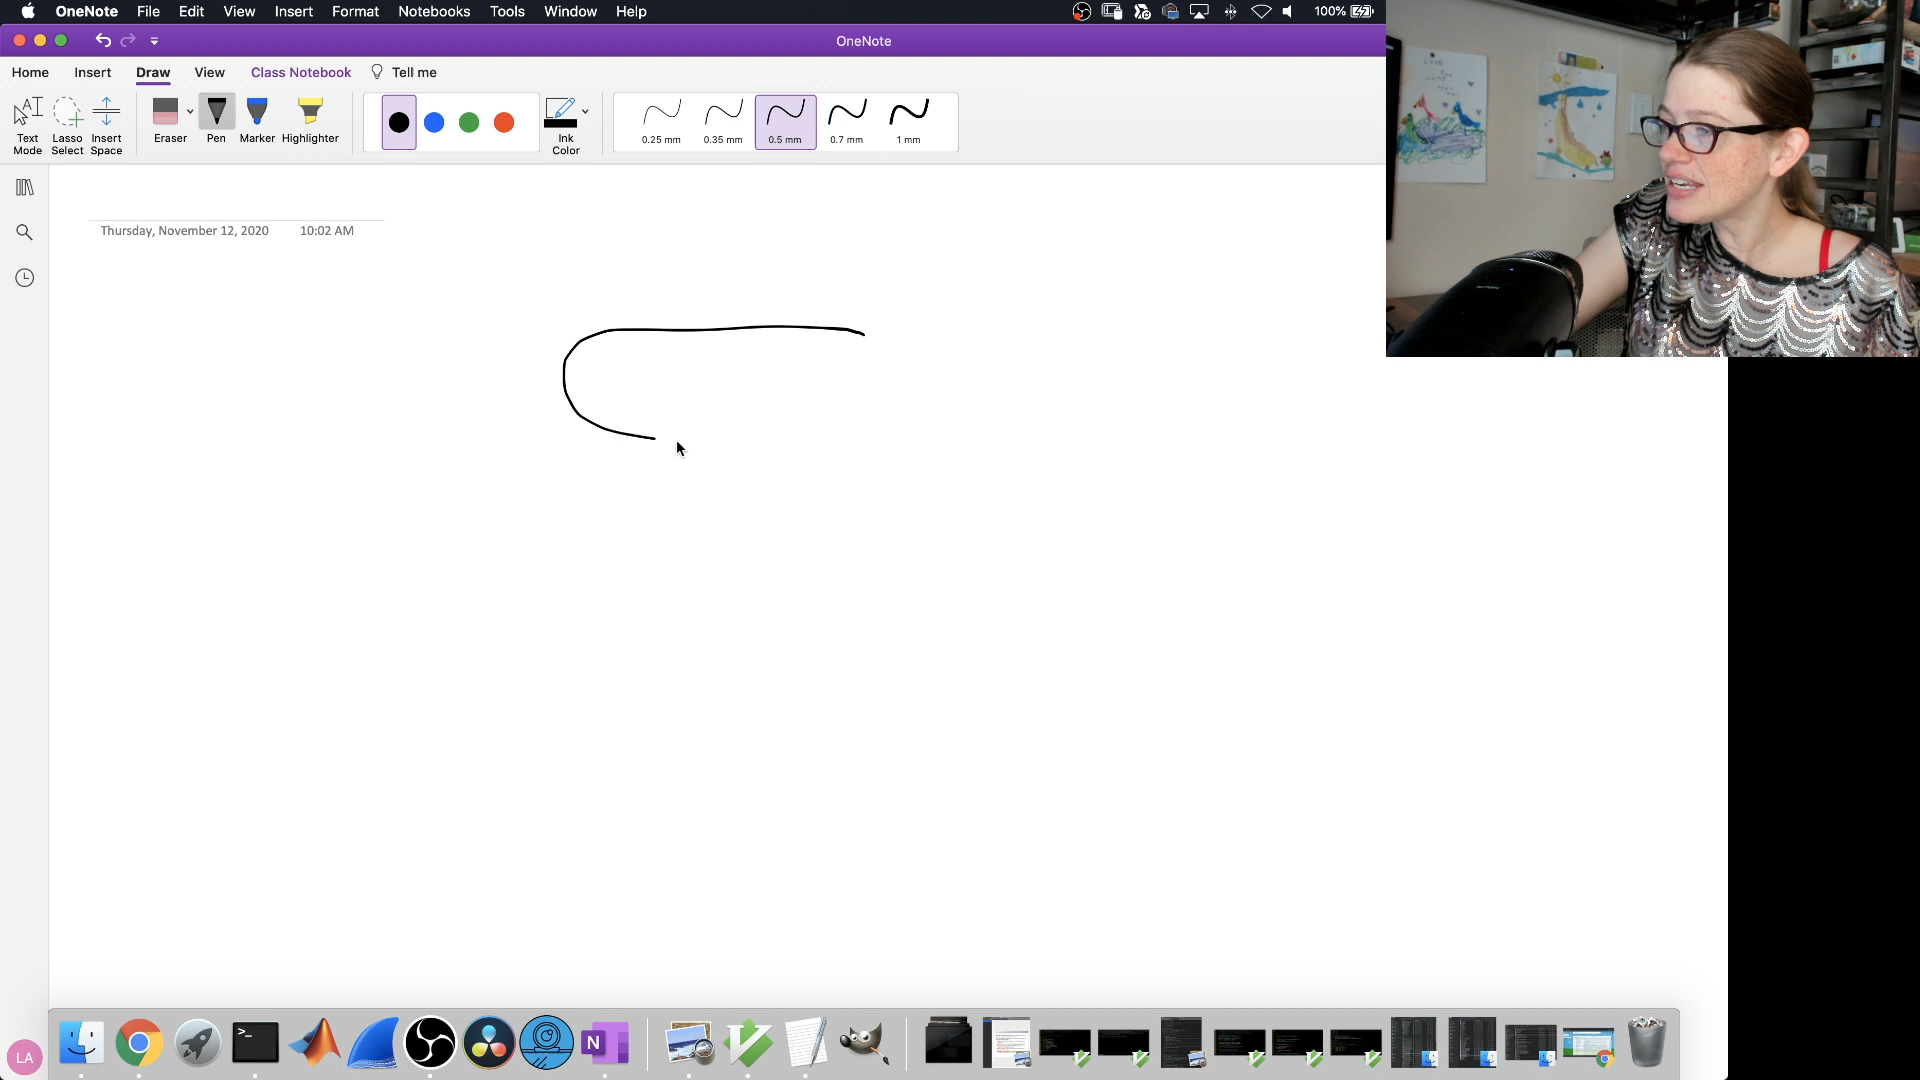 OneNote File Edit View Insert Format Notebooks Tools Window Help 100%
OneNote
Home Insert Draw View Class Notebook Tell me
Text Mode
Lasso Select
Insert Space
Eraser
Pen
Marker
Highlighter
Ink Color
0.25 mm
0.35 mm
0.5 mm
0.7 mm
1 mm
Thursday, November 12, 2020 10:02 AM
LA
N